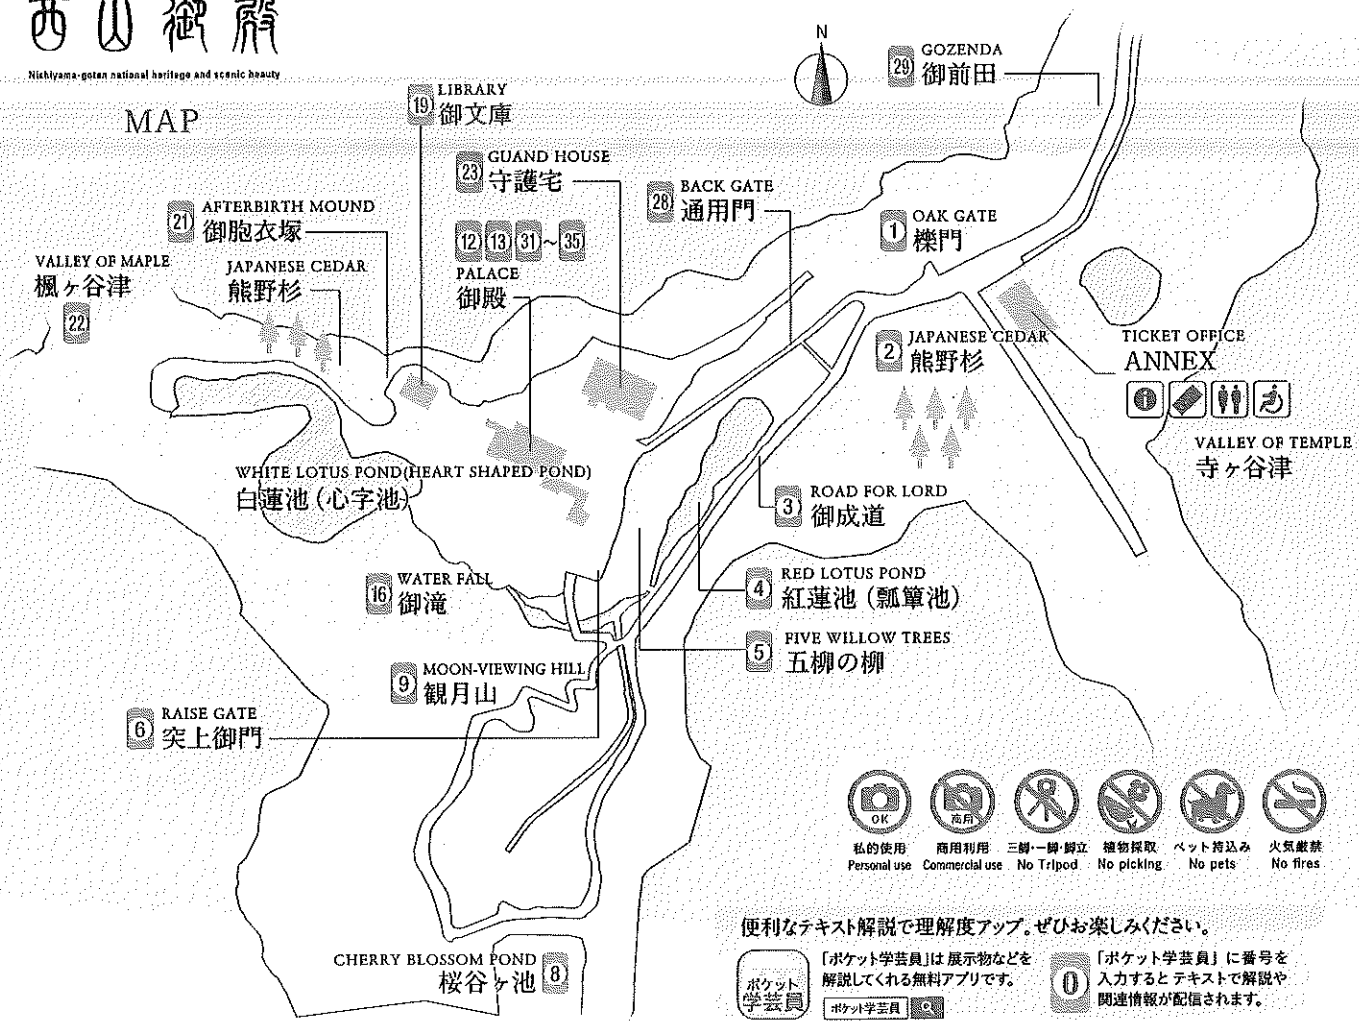 西山御殿
Nishiyama-goten national heritage and scenic beauty
MAP
N
29
GOZENDA
御前田
19
LIBRARY
御文庫
23
GUAND HOUSE
守護宅
28
BACK GATE
通用門
1
OAK GATE
櫟門
21
AFTERBIRTH MOUND
御胞衣塚
12 13 31~35
PALACE
御殿
VALLEY OF MAPLE
楓ヶ谷津
22
JAPANESE CEDAR
熊野杉
2
JAPANESE CEDAR
熊野杉
TICKET OFFICE
ANNEX
VALLEY OF TEMPLE
寺ヶ谷津
WHITE LOTUS POND(HEART SHAPED POND)
白蓮池(心字池)
3
ROAD FOR LORD
御成道
16
WATER FALL
御滝
4
RED LOTUS POND
紅蓮池(瓢簞池)
5
FIVE WILLOW TREES
五柳の柳
9
MOON-VIEWING HILL
観月山
6
RAISE GATE
突上御門
OK
商用
私的使用
Personal use
商用利用
Commercial use
三脚・一脚・脚立
No Tripod
植物採取
No picking
ペット持込み
No pets
火気厳禁
No fires
CHERRY BLOSSOM POND
桜谷ヶ池
8
便利なテキスト解説で理解度アップ。ぜひお楽しみください。
ポケット
学芸員
「ポケット学芸員」は展示物などを
解説してくれる無料アプリです。
ポケット学芸員
0
「ポケット学芸員」に番号を
入力するとテキストで解説や
関連情報が配信されます。